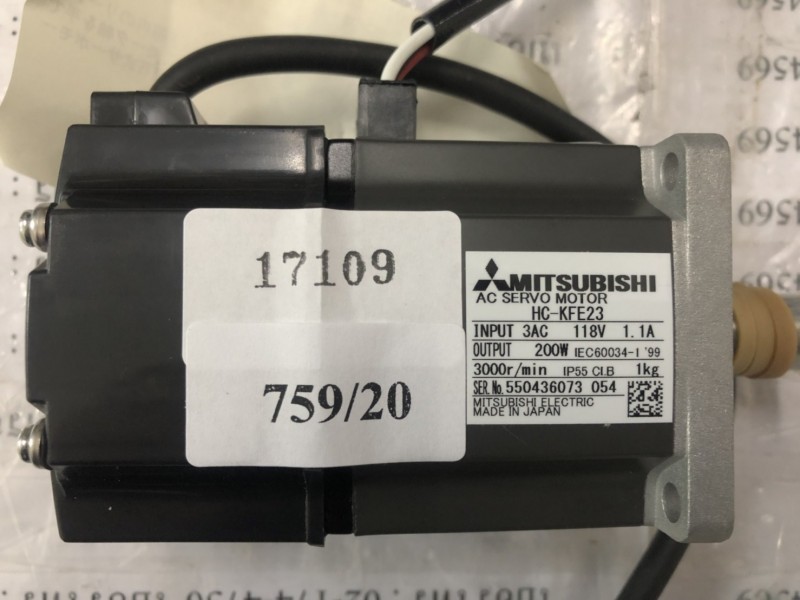 17109
759/20
MITSUBISHI
AC SERVO MOTOR
HC-KFE23
INPUT 3AC 118V 1.1A
OUTPUT 200W IEC60034-1 '99
3000r/min IP55 Cl.B 1kg
SER.No.550436073 054
MITSUBISHI ELECTRIC
MADE IN JAPAN